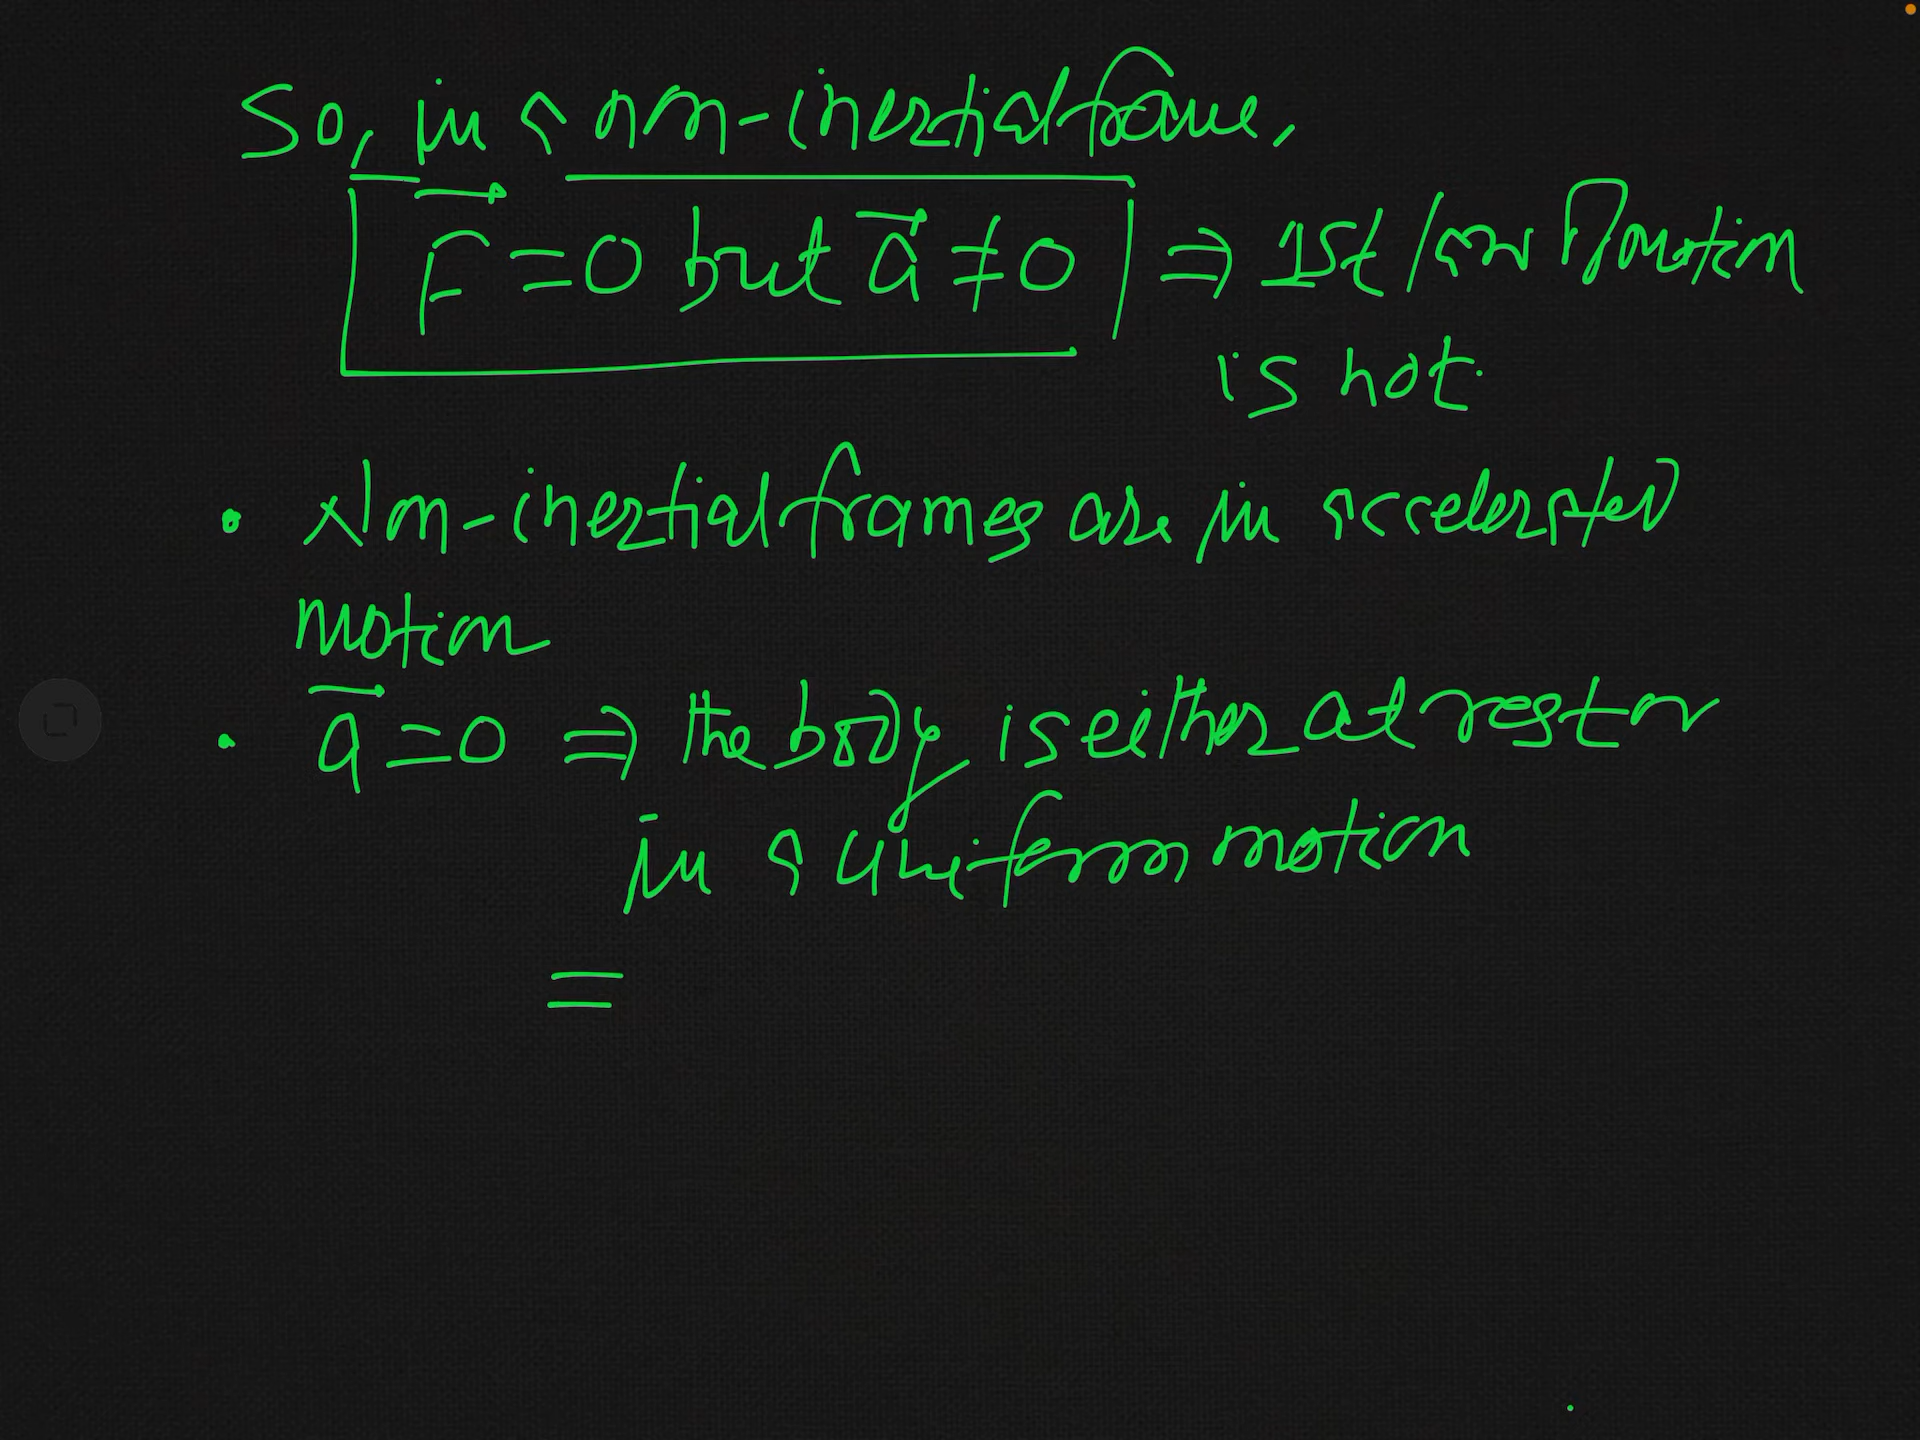 So, in a non-inertial frame,
F⃗ = 0 but a⃗ ≠ 0 ⇒ 1st law of motion
is not.
• Non-inertial frames are in accelerated
motion
• a⃗ = 0 ⇒ the body is either at rest or
in a uniform motion
=